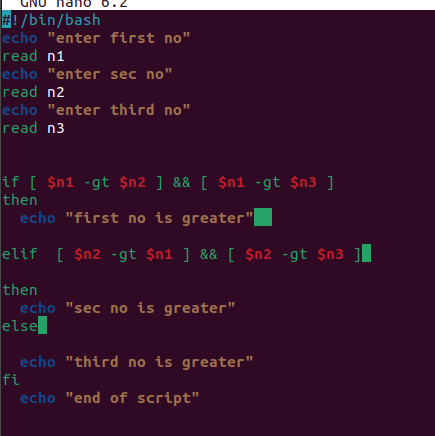 GNU nano 6.2
#!/bin/bash
echo "enter first no"
read n1
echo "enter sec no"
read n2
echo "enter third no"
read n3
if [ $n1 -gt $n2 ] && [ $n1 -gt $n3 ]
then
  echo "first no is greater"
elif  [ $n2 -gt $n1 ] && [ $n2 -gt $n3 ]
then
  echo "sec no is greater"
else
  echo "third no is greater"
fi
  echo "end of script"